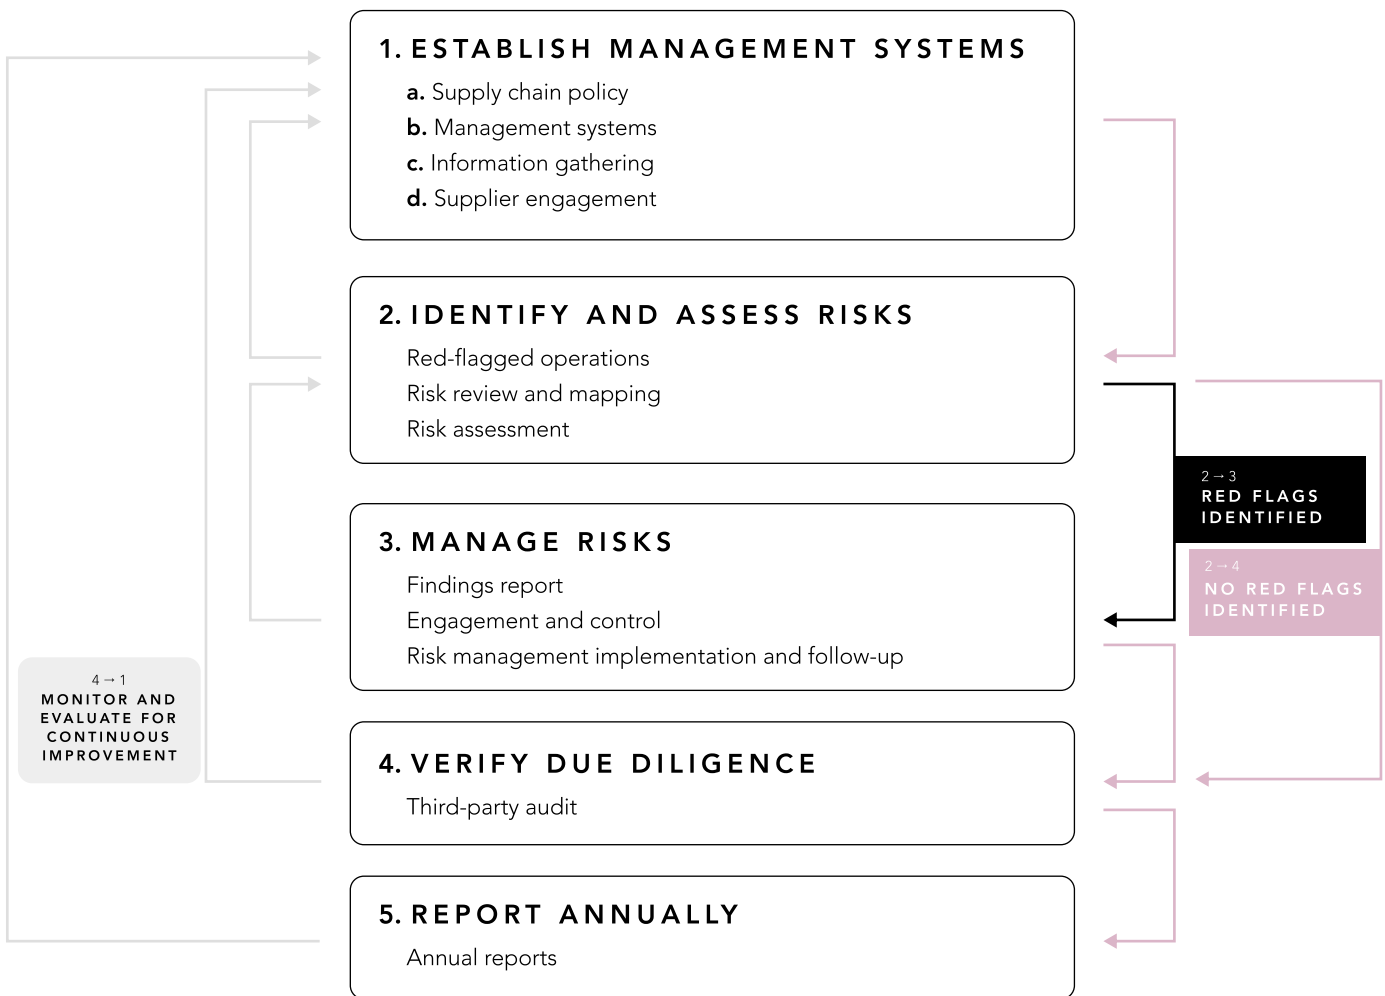 1. ESTABLISH MANAGEMENT SYSTEMS
a. Supply chain policy
b. Management systems
c. Information gathering
d. Supplier engagement
2. IDENTIFY AND ASSESS RISKS
Red-flagged operations
Risk review and mapping
Risk assessment
2→3
RED FLAGS
IDENTIFIED
3. MANAGE RISKS
Findings report
Engagement and control
Risk management implementation and follow-up
2→4
NO RED FLAGS
IDENTIFIED
4→1
MONITOR AND
EVALUATE FOR
CONTINUOUS
IMPROVEMENT
4. VERIFY DUE DILIGENCE
Third-party audit
5. REPORT ANNUALLY
Annual reports